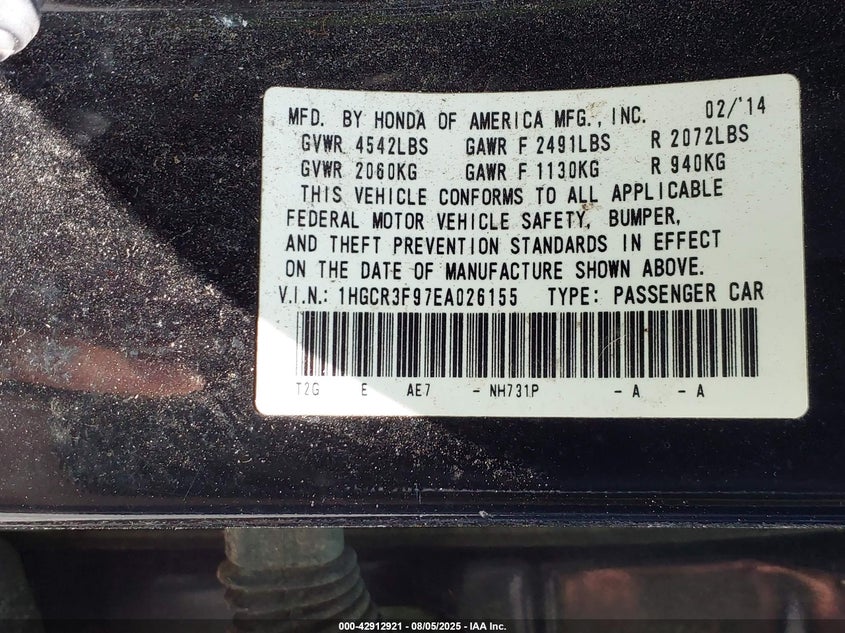 MFD. BY HONDA OF AMERICA MFG., INC. 02/'14
GVWR 4542LBS GAWR F 2491LBS R 2072LBS
GVWR 2060KG GAWR F 1130KG R 940KG
THIS VEHICLE CONFORMS TO ALL APPLICABLE
FEDERAL MOTOR VEHICLE SAFETY, BUMPER,
AND THEFT PREVENTION STANDARDS IN EFFECT
ON THE DATE OF MANUFACTURE SHOWN ABOVE.
V.I.N.: 1HGCR3F97EA026155 TYPE: PASSENGER CAR
T2G E AE7 - NH731P - A - A
000-42912921 - 08/05/2025 - IAA Inc.